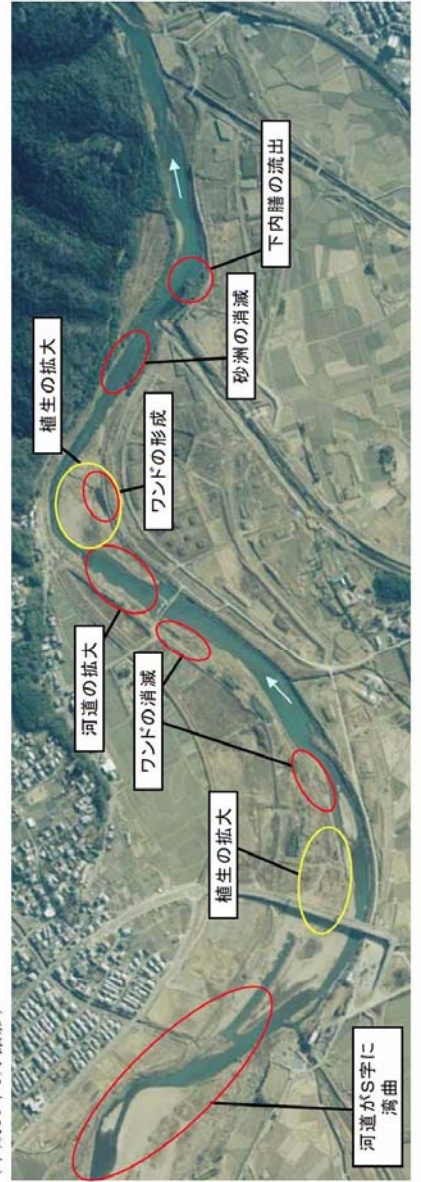 植生の拡大
河道の拡大
ワンドの消滅
ワンドの形成
植生の拡大
砂洲の消滅
下内膳の流出
河道がS字に
湾曲